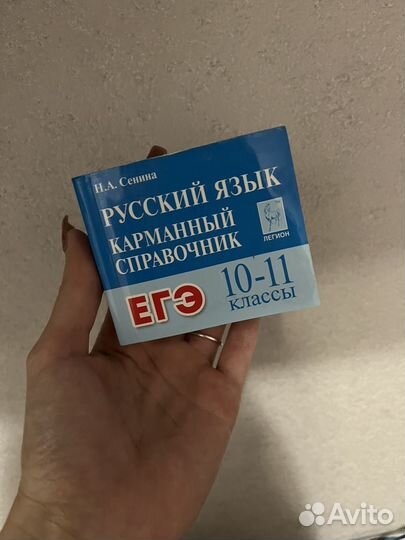 Н.А. Сенина
РУССКИЙ ЯЗЫК
КАРМАННЫЙ
СПРАВОЧНИК
ЛЕГИОН
ЕГЭ
10-11
классы
Avito